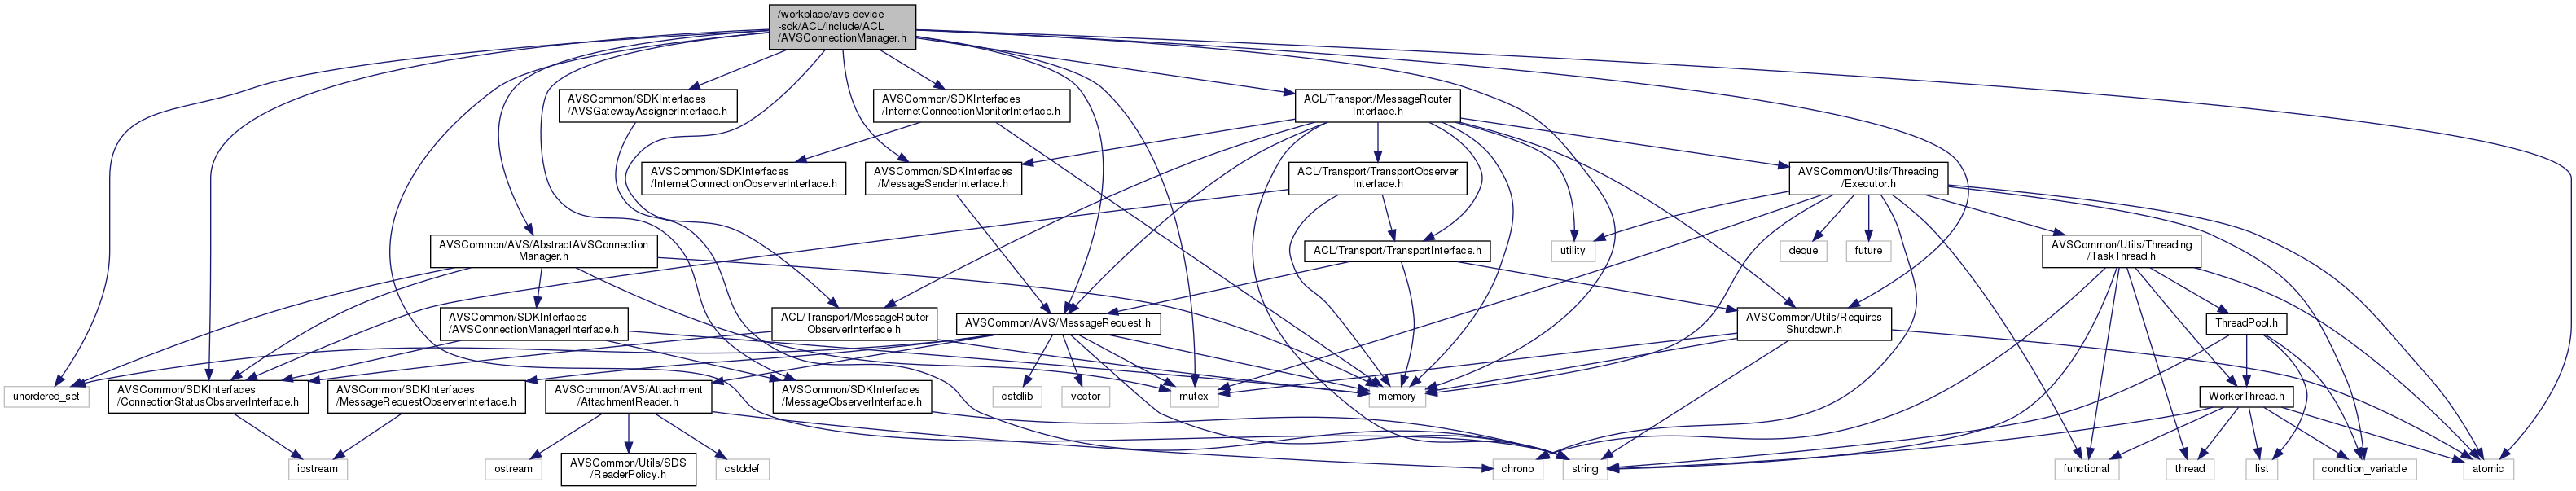 /workplace/avs-device
-sdk/ACL/include/ACL
/AVSConnectionManager.h
AVSCommon/SDKInterfaces
/AVSGatewayAssignerInterface.h
AVSCommon/SDKInterfaces
/InternetConnectionMonitorInterface.h
ACL/Transport/MessageRouter
Interface.h
AVSCommon/SDKInterfaces
/InternetConnectionObserverInterface.h
AVSCommon/SDKInterfaces
/MessageSenderInterface.h
ACL/Transport/TransportObserver
Interface.h
AVSCommon/Utils/Threading
/Executor.h
AVSCommon/AVS/AbstractAVSConnection
Manager.h
ACL/Transport/TransportInterface.h
utility
deque
future
AVSCommon/Utils/Threading
/TaskThread.h
AVSCommon/SDKInterfaces
/AVSConnectionManagerInterface.h
ACL/Transport/MessageRouter
ObserverInterface.h
AVSCommon/AVS/MessageRequest.h
AVSCommon/Utils/Requires
Shutdown.h
ThreadPool.h
unordered_set
AVSCommon/SDKInterfaces
/ConnectionStatusObserverInterface.h
AVSCommon/SDKInterfaces
/MessageRequestObserverInterface.h
AVSCommon/AVS/Attachment
/AttachmentReader.h
AVSCommon/SDKInterfaces
/MessageObserverInterface.h
cstdlib
vector
mutex
memory
WorkerThread.h
iostream
ostream
AVSCommon/Utils/SDS
/ReaderPolicy.h
cstddef
chrono
string
functional
thread
list
condition_variable
atomic